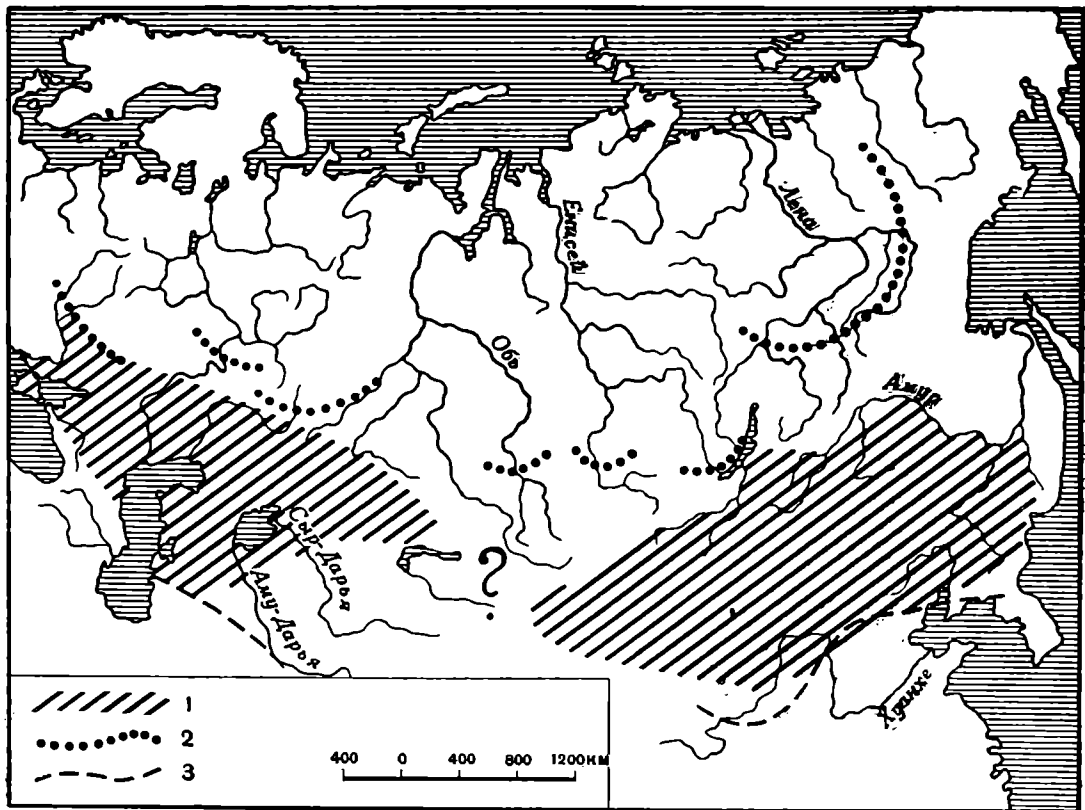 Лена
Енисей
Обь
Амур
?
Сыр-Дарья
Аму-Дарья
Хуанхе
1
2
3
400 0 400 800 1200 КМ